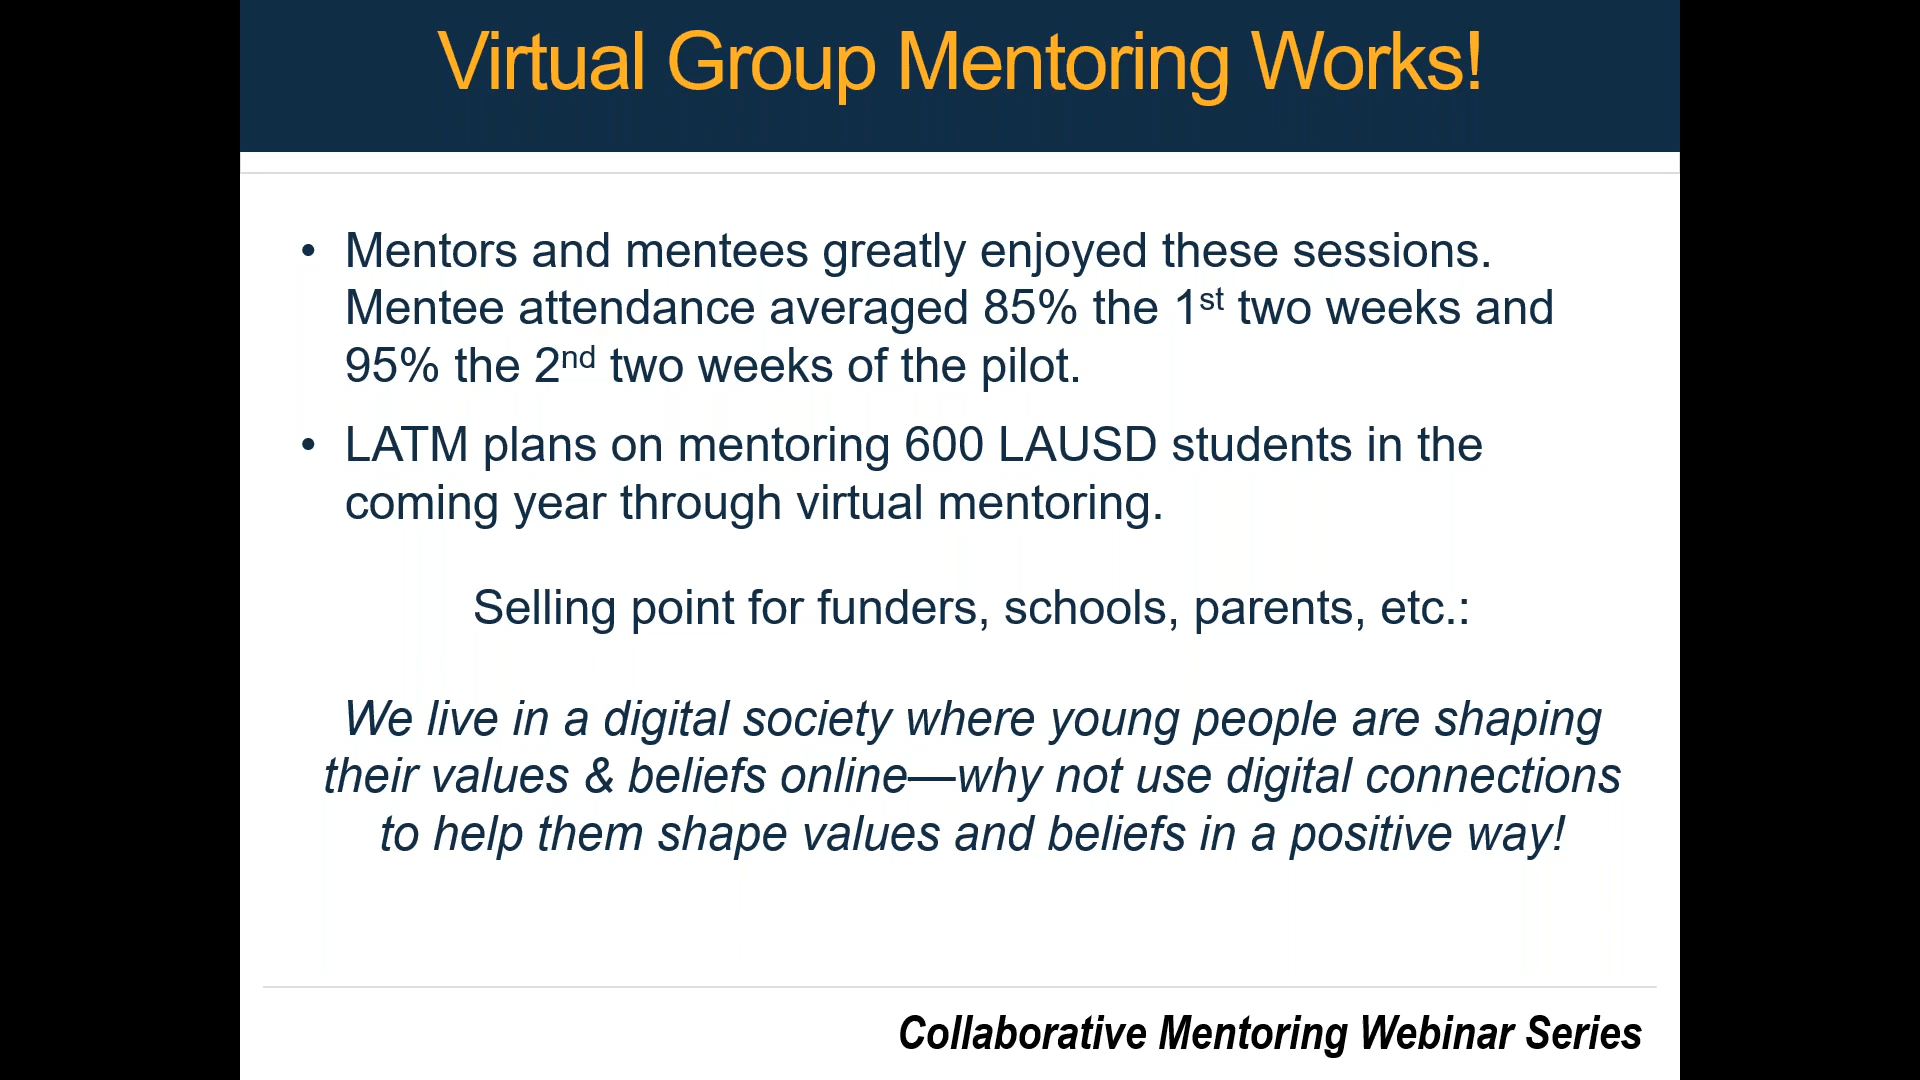 Virtual Group Mentoring Works!
• Mentors and mentees greatly enjoyed these sessions.
Mentee attendance averaged 85% the 1st two weeks and
95% the 2nd two weeks of the pilot.
• LATM plans on mentoring 600 LAUSD students in the
coming year through virtual mentoring.
Selling point for funders, schools, parents, etc.:
We live in a digital society where young people are shaping
their values & beliefs online—why not use digital connections
to help them shape values and beliefs in a positive way!
Collaborative Mentoring Webinar Series